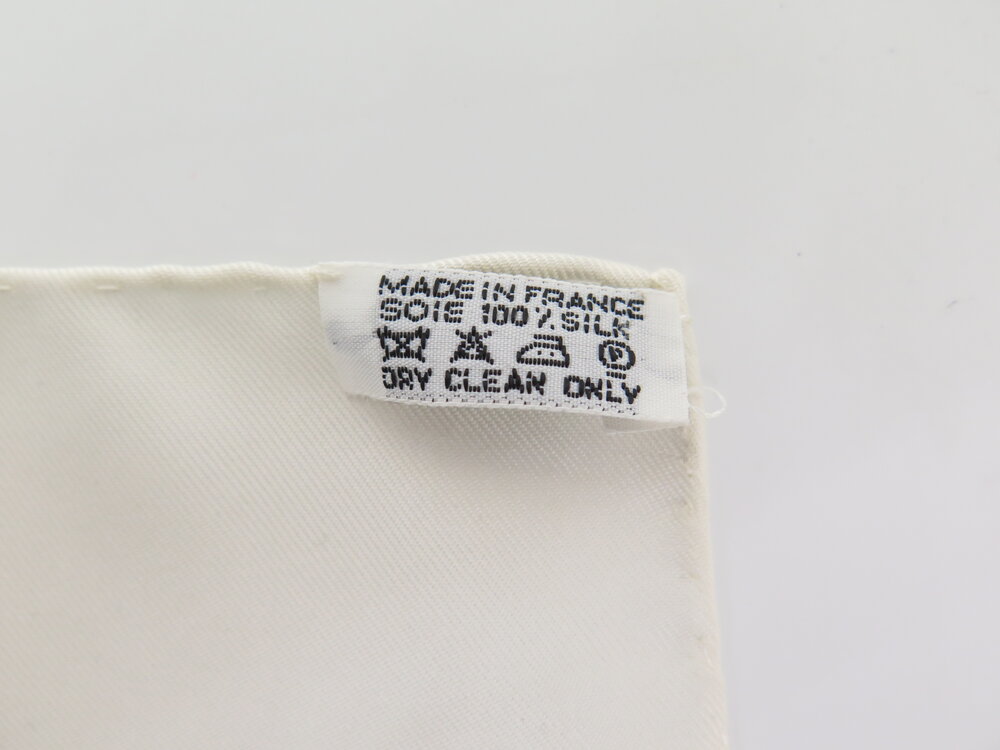 MADE IN FRANCE
SOIE 100% SILK
P
DRY CLEAN ONLY